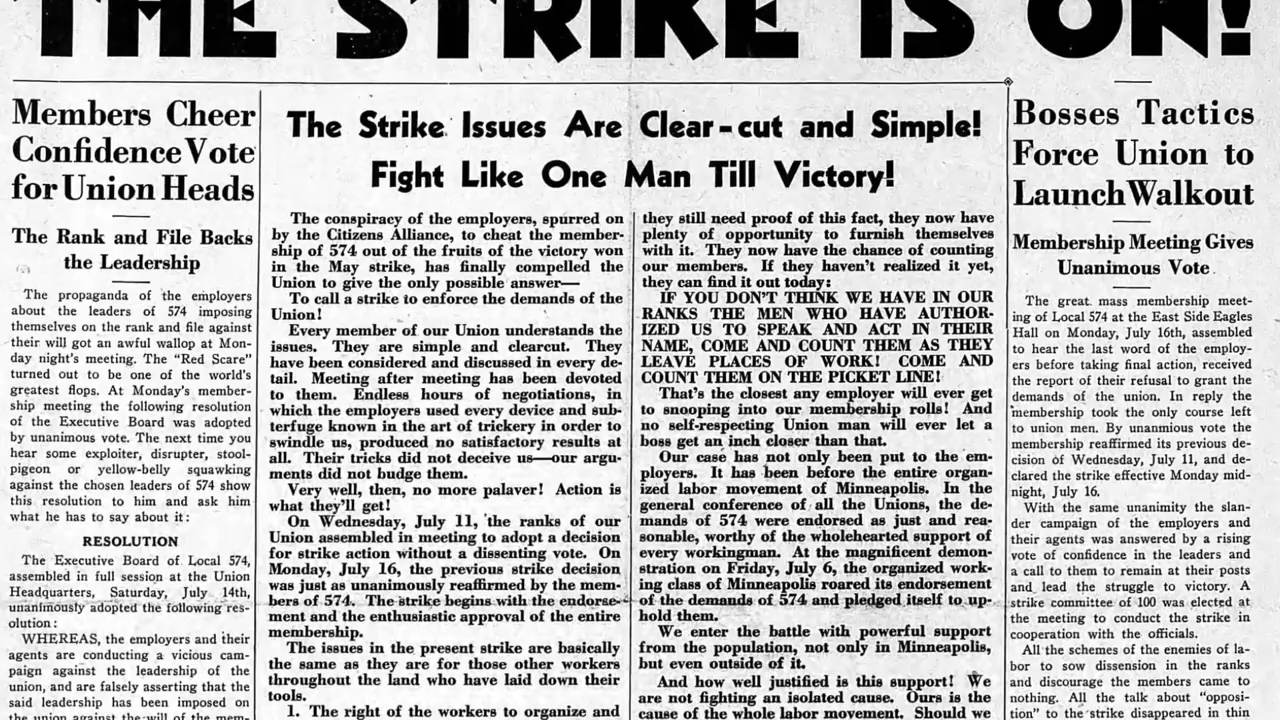 THE STRIKE IS ON!
Members Cheer
Confidence Vote
for Union Heads
The Rank and File Backs
the Leadership
The propaganda of the employers
about the leaders of 574 imposing
themselves on the rank and file against
their will got an awful wallop at Mon-
day night's meeting. The "Red Scare"
turned out to be one of the world's
greatest flops. At Monday's member-
ship meeting the following resolution
of the Executive Board was adopted
by unanimous vote. The next time you
hear some exploiter, disrupter, stool-
pigeon or yellow-belly squawking
against the chosen leaders of 574 show
this resolution to him and ask him
what he has to say about it:
RESOLUTION
The Executive Board of Local 574,
assembled in full session at the Union
Headquarters, Saturday, July 14th,
unanimously adopted the following res-
olution:
WHEREAS, the employers and their
agents are conducting a vicious cam-
paign against the leadership of the
union, and are falsely asserting that the
said leadership has been imposed on
the union against the will of the mem-
The Strike Issues Are Clear-cut and Simple!
Fight Like One Man Till Victory!
The conspiracy of the employers, spurred on
by the Citizens Alliance, to cheat the member-
ship of 574 out of the fruits of the victory won
in the May strike, has finally compelled the
Union to give the only possible answer—
To call a strike to enforce the demands of the
Union!
Every member of our Union understands the
issues. They are simple and clearcut. They
have been considered and discussed in every de-
tail. Meeting after meeting has been devoted
to them. Endless hours of negotiations, in
which the employers used every device and sub-
terfuge known in the art of trickery in order to
swindle us, produced no satisfactory results at
all. Their tricks did not deceive us—our argu-
ments did not budge them.
Very well, then, no more palaver! Action is
what they'll get!
On Wednesday, July 11, the ranks of our
Union assembled in meeting to adopt a decision
for strike action without a dissenting vote. On
Monday, July 16, the previous strike decision
was just as unanimously reaffirmed by the mem-
bers of 574. The strike begins with the endorse-
ment and the enthusiastic approval of the entire
membership.
The issues in the present strike are basically
the same as they are for those other workers
throughout the land who have laid down their
tools.
1. The right of the workers to organize and
they still need proof of this fact, they now have
plenty of opportunity to furnish themselves
with it. They now have the chance of counting
our members. If they haven't realized it yet,
they can find it out today:
IF YOU DON'T THINK WE HAVE IN OUR
RANKS THE MEN WHO HAVE AUTHOR-
IZED US TO SPEAK AND ACT IN THEIR
NAME, COME AND COUNT THEM AS THEY
LEAVE PLACES OF WORK! COME AND
COUNT THEM ON THE PICKET LINE!
That's the closest any employer will ever get
to snooping into our membership rolls! And
no self-respecting Union man will ever let a
boss get an inch closer than that.
Our case has not only been put to the em-
ployers. It has been before the entire organ-
ized labor movement of Minneapolis. In the
general conference of all the Unions, the de-
mands of 574 were endorsed as just and rea-
sonable, worthy of the wholehearted support of
every workingman. At the magnificent demon-
stration on Friday, July 6, the organized work-
ing class of Minneapolis roared its endorsement
of the demands of 574 and pledged itself to up-
hold them.
We enter the battle with powerful support
from the population, not only in Minneapolis,
but even outside of it.
And how well justified is this support! We
are not fighting an isolated cause. Ours is the
cause of the whole labor movement. Should we
Bosses Tactics
Force Union to
Launch Walkout
Membership Meeting Gives
Unanimous Vote
The great mass membership meet-
ing of Local 574 at the East Side Eagles
Hall on Monday, July 16th, assembled
to hear the last word of the employ-
ers before taking final action, received
the report of their refusal to grant the
demands of the union. In reply the
membership took the only course left
to union men. By unanimous vote the
membership reaffirmed its previous de-
cision of Wednesday, July 11, and de-
clared the strike effective Monday mid-
night, July 16.
With the same unanimity the slan-
der campaign of the employers and
their agents was answered by a rising
vote of confidence in the leaders and
a call to them to remain at their posts
and lead the struggle to victory. A
strike committee of 100 was elected at
the meeting to conduct the strike in
cooperation with the officials.
All the schemes of the enemies of la-
bor to sow dissension in the ranks
and discourage the members came to
nothing. All the talk about "opposi-
tion" to the strike disappeared in thin